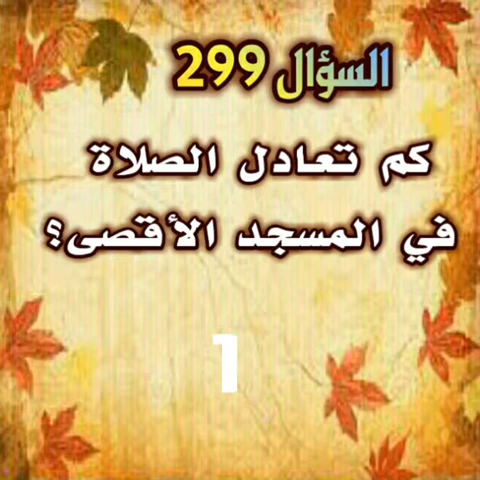 السؤال 299
كم تعادل الصلاة
في المسجد الأقصى؟
1